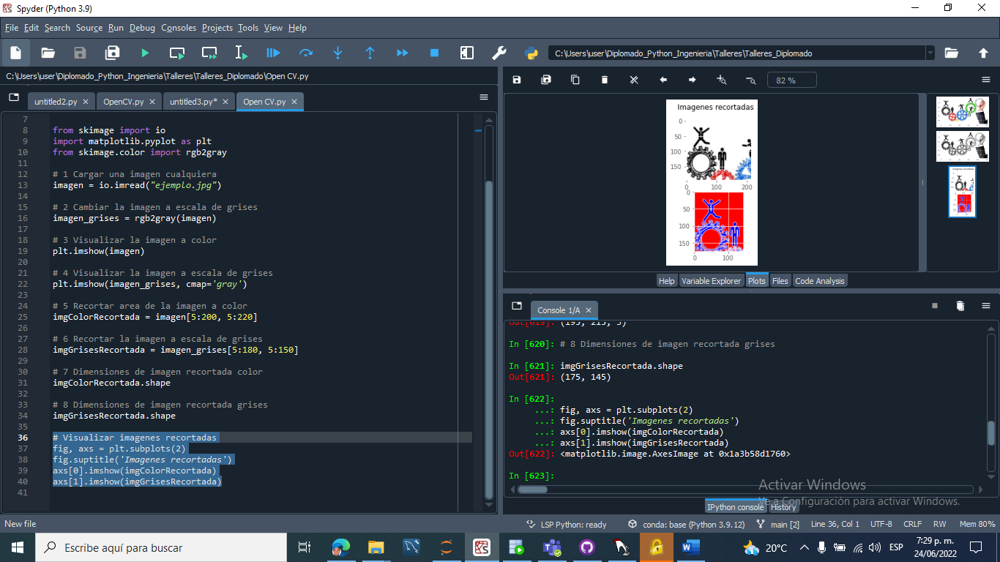 Spyder (Python 3.9)
File Edit Search Source Run Debug Consoles Projects Tools View Help
C:\Users\user\Diplomado_Python_Ingenieria\Talleres\Talleres_Diplomado
C:\Users\user\Diplomado_Python_Ingenieria\Talleres\Talleres_Diplomado\Open CV.py
untitled2.py OpenCV.py untitled3.py* Open CV.py
7
8 from skimage import io
9 import matplotlib.pyplot as plt
10 from skimage.color import rgb2gray
11
12 # 1 Cargar una imagen cualquiera
13 imagen = io.imread("ejemplo.jpg")
14
15 # 2 Cambiar la imagen a escala de grises
16 imagen_grises = rgb2gray(imagen)
17
18 # 3 Visualizar la imagen a color
19 plt.imshow(imagen)
20
21 # 4 Visualizar la imagen a escala de grises
22 plt.imshow(imagen_grises, cmap='gray')
23
24 # 5 Recortar area de la imagen a color
25 imgColorRecortada = imagen[5:200, 5:220]
26
27 # 6 Recortar la imagen a escala de grises
28 imgGrisesRecortada = imagen_grises[5:180, 5:150]
29
30 # 7 Dimensiones de imagen recortada color
31 imgColorRecortada.shape
32
33 # 8 Dimensiones de imagen recortada grises
34 imgGrisesRecortada.shape
35
36 # Visualizar imagenes recortadas
37 fig, axs = plt.subplots(2)
38 fig.suptitle('Imagenes recortadas')
39 axs[0].imshow(imgColorRecortada)
40 axs[1].imshow(imgGrisesRecortada)
41
82 %
Imagenes recortadas
0
50
100
150
0 100 200
0
50
100
150
0 100
Help Variable Explorer Plots Files Code Analysis
Console 1/A
Out[619]: (195, 215, 3)
In [620]: # 8 Dimensiones de imagen recortada grises
In [621]: imgGrisesRecortada.shape
Out[621]: (175, 145)
In [622]:
...: fig, axs = plt.subplots(2)
...: fig.suptitle('Imagenes recortadas')
...: axs[0].imshow(imgColorRecortada)
...: axs[1].imshow(imgGrisesRecortada)
Out[622]: <matplotlib.image.AxesImage at 0x1a3b58d1760>
In [623]:
Activar Windows
Ve a Configuración para activar Windows.
IPython console History
New file LSP Python: ready conda: base (Python 3.9.12) main [2] Line 36, Col 1 UTF-8 CRLF RW Mem 80%
Escribe aquí para buscar 20°C ESP 7:29 p. m.
24/06/2022